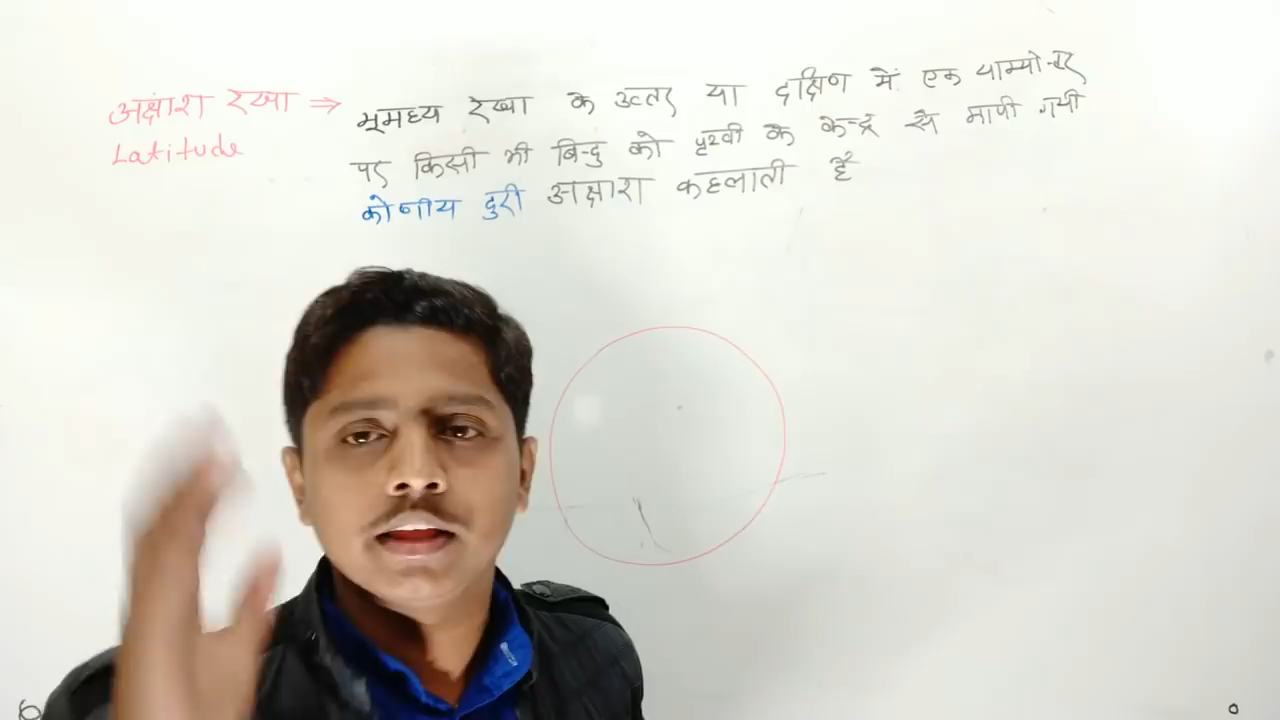 अक्षांश रेखा ⇒ भूमध्य रेखा के उत्तर या दक्षिण में एक याम्योत्तर
Latitude पर किसी भी बिन्दु को पृथ्वी के केन्द्र से मापी गयी
कोणीय दुरी अक्षांश कहलाती है